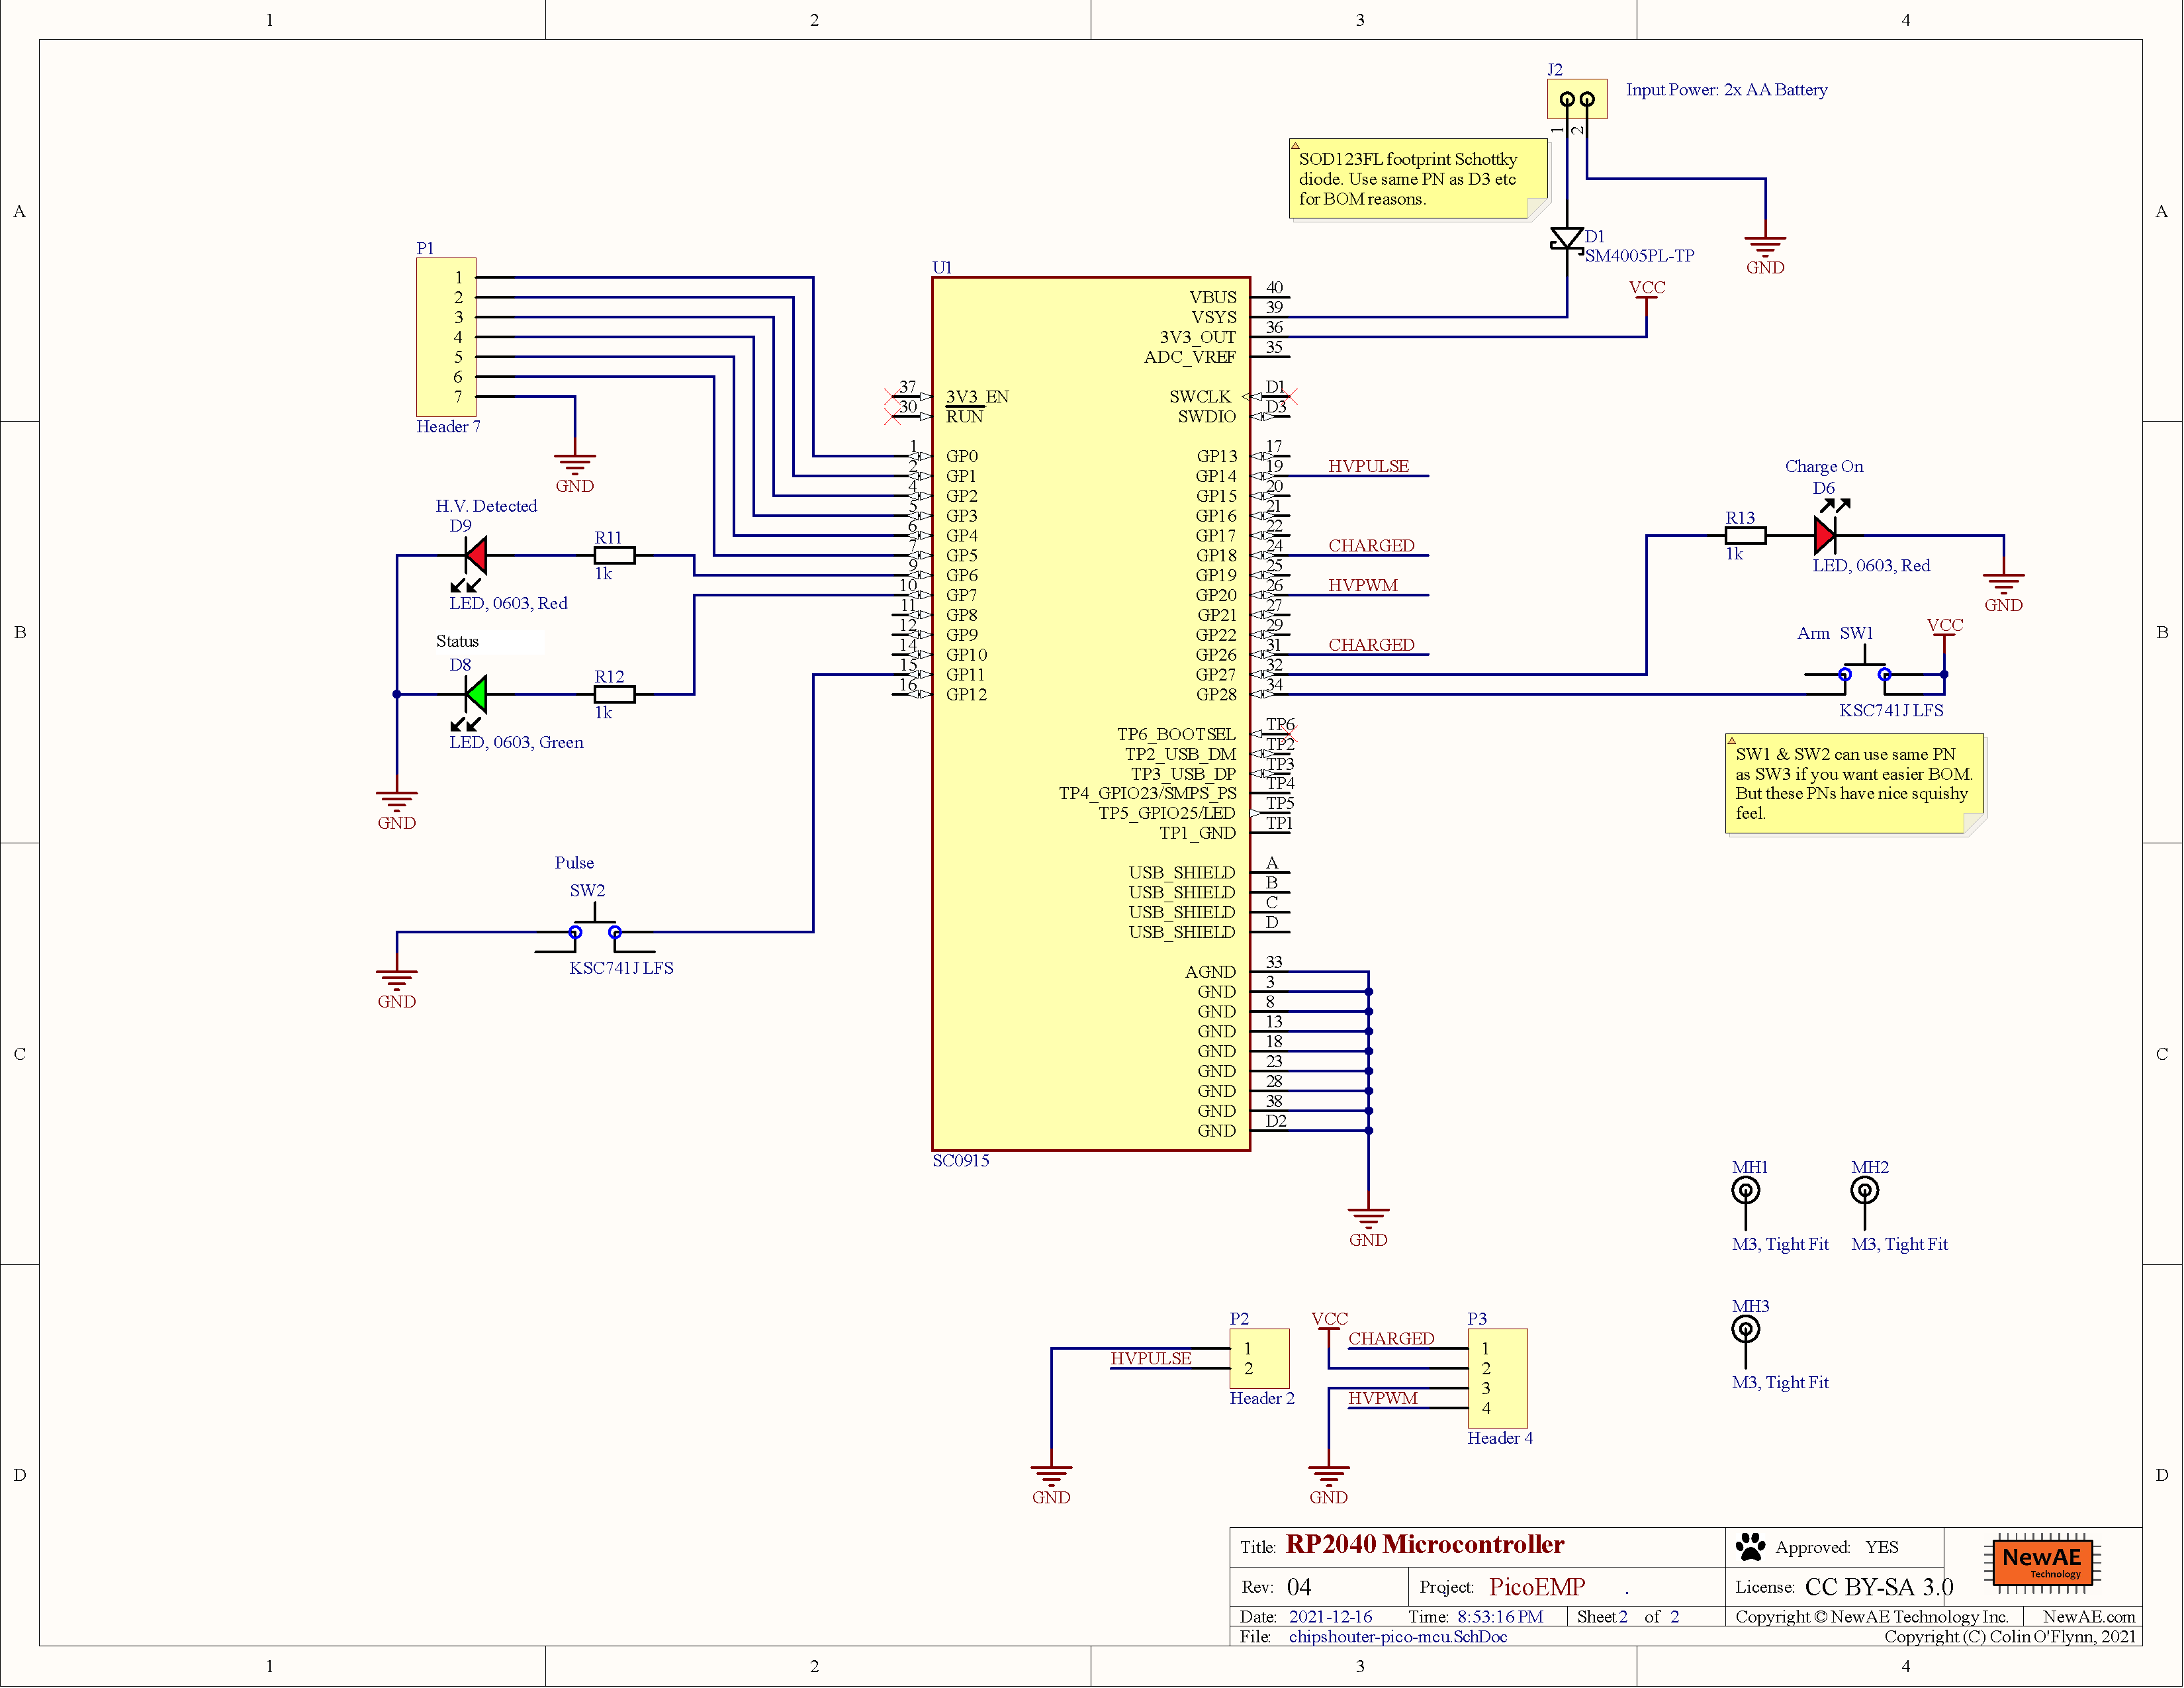 1 2 3 4
A A
B B
C C
D D
J2
Input Power: 2x AA Battery
1 2
SOD123FL footprint Schottky
diode. Use same PN as D3 etc
for BOM reasons.
D1
SM4005PL-TP
GND
VCC
P1
1
2
3
4
5
6
7
Header 7
GND
U1
VBUS 40
VSYS 39
3V3_OUT 36
ADC_VREF 35
37 3V3_EN
30 RUN
SWCLK D1
SWDIO D3
1 GP0
2 GP1
4 GP2
5 GP3
6 GP4
7 GP5
9 GP6
10 GP7
11 GP8
12 GP9
14 GP10
15 GP11
16 GP12
GP13 17
GP14 19 HVPULSE
GP15 20
GP16 21
GP17 22
GP18 24 CHARGED
GP19 25
GP20 26 HVPWM
GP21 27
GP22 29
GP26 31 CHARGED
GP27 32
GP28 34
TP6_BOOTSEL TP6
TP2_USB_DM TP2
TP3_USB_DP TP3
TP4_GPIO23/SMPS_PS TP4
TP5_GPIO25/LED TP5
TP1_GND TP1
USB_SHIELD A
USB_SHIELD B
USB_SHIELD C
USB_SHIELD D
AGND 33
GND 3
GND 8
GND 13
GND 18
GND 23
GND 28
GND 38
GND D2
SC0915
GND
H.V. Detected
D9
LED, 0603, Red
R11
1k
Status
D8
LED, 0603, Green
R12
1k
GND
Pulse
SW2
KSC741J LFS
GND
Charge On
D6
R13
1k
LED, 0603, Red
GND
Arm SW1
VCC
KSC741J LFS
SW1 & SW2 can use same PN
as SW3 if you want easier BOM.
But these PNs have nice squishy
feel.
MH1
M3, Tight Fit
MH2
M3, Tight Fit
MH3
M3, Tight Fit
P2
1
HVPULSE 2
Header 2
GND
VCC
P3
CHARGED 1
2
3
HVPWM 4
Header 4
GND
Title: RP2040 Microcontroller
Approved: YES
Rev: 04
Project: PicoEMP .
License: CC BY-SA 3.0
NewAE
Technology
Date: 2021-12-16 Time: 8:53:16 PM Sheet 2 of 2
Copyright © NewAE Technology Inc. NewAE.com
File: chipshouter-pico-mcu.SchDoc
Copyright (C) Colin O'Flynn, 2021
1 2 3 4